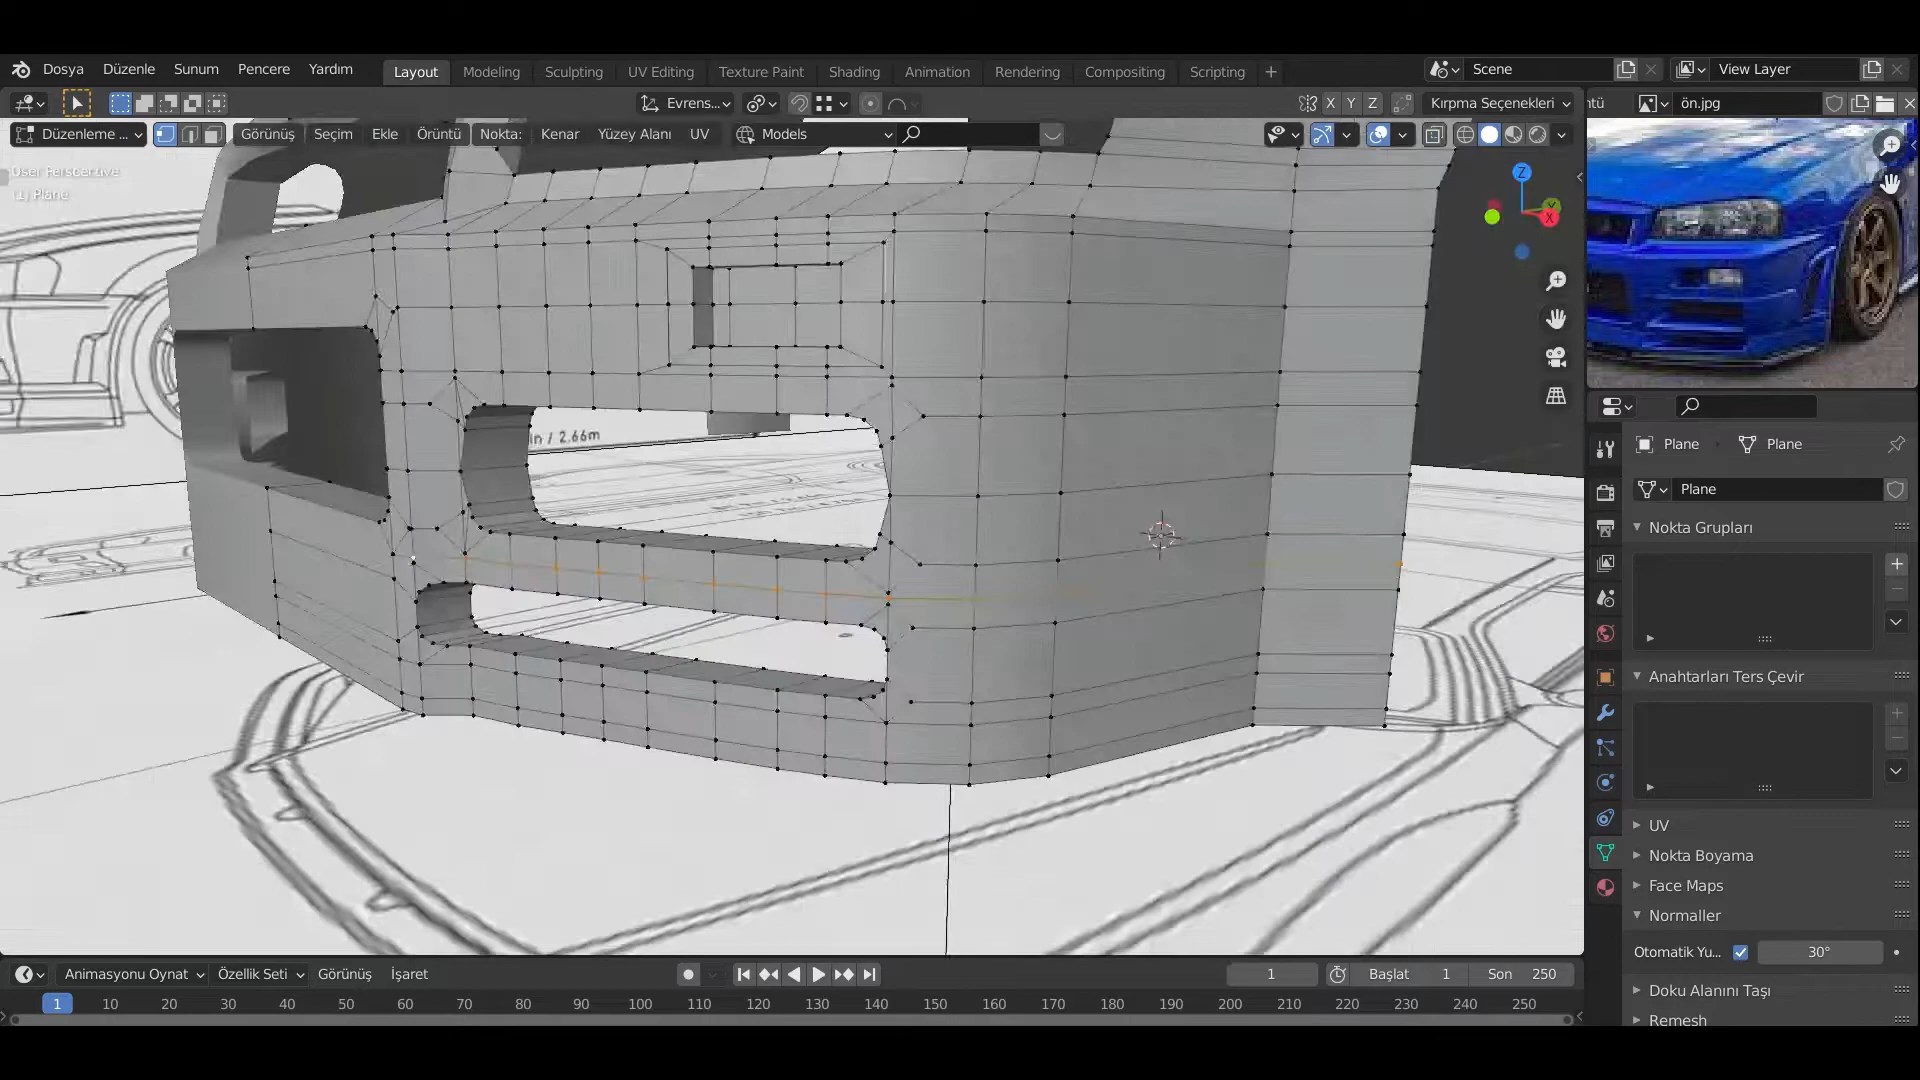 Dosya Düzenle Sunum Pencere Yardım Layout Modeling Sculpting UV Editing Texture Paint Shading Animation Rendering Compositing Scripting + Scene View Layer
Evrens... X Y Z Kırpma Seçenekleri ntü ön.jpg
Düzenleme ... Görünüş Seçim Ekle Örüntü Nokta: Kenar Yüzey Alanı UV Models
User Perspective
(1) Plane
Z
Y
X
in / 2.66m
Plane Plane
Plane
Nokta Grupları
Anahtarları Ters Çevir
UV
Nokta Boyama
Face Maps
Normaller
Otomatik Yu... 30°
Doku Alanını Taşı
Remesh
Animasyonu Oynat Özellik Seti Görünüş İşaret 1 Başlat 1 Son 250
1 10 20 30 40 50 60 70 80 90 100 110 120 130 140 150 160 170 180 190 200 210 220 230 240 250